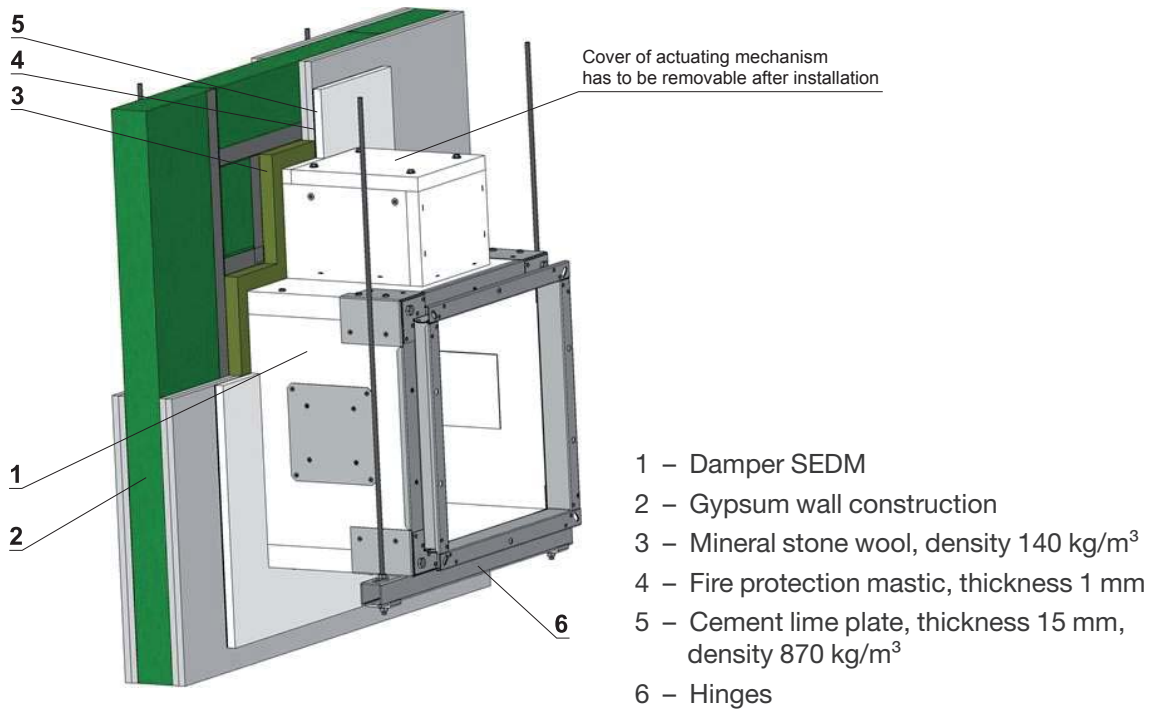 5
4
3
Cover of actuating mechanism
has to be removable after installation
1
2
6
1 – Damper SEDM
2 – Gypsum wall construction
3 – Mineral stone wool, density 140 kg/m³
4 – Fire protection mastic, thickness 1 mm
5 – Cement lime plate, thickness 15 mm,
density 870 kg/m³
6 – Hinges